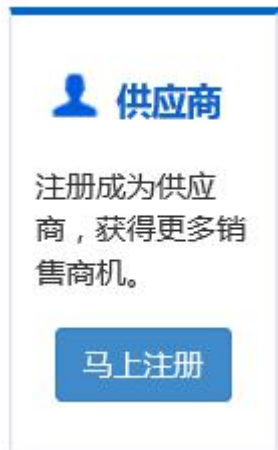 供应商
注册成为供应
商，获得更多销
售商机。
马上注册